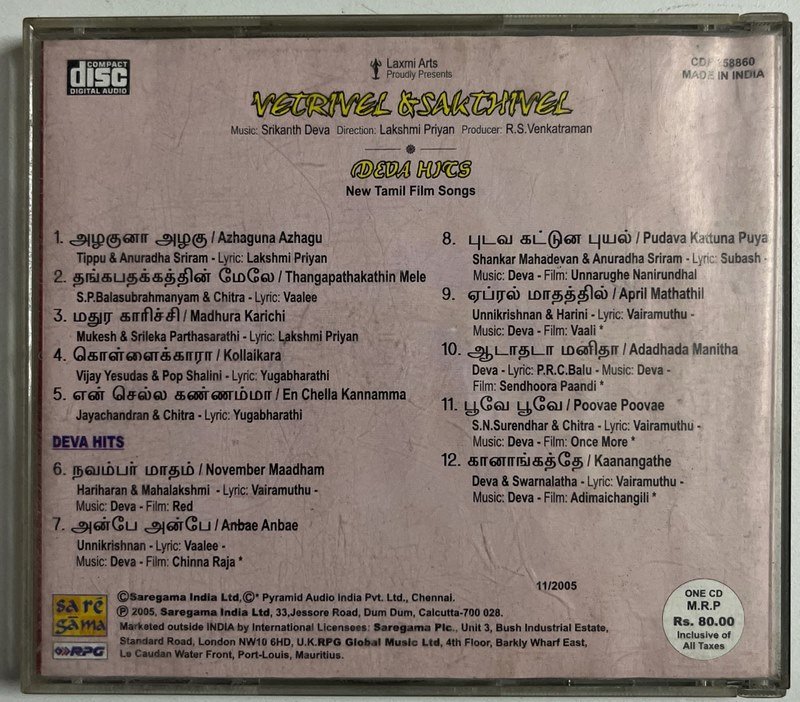 COMPACT
disc
DIGITAL AUDIO
Laxmi Arts
Proudly Presents
58860
MADE IN INDIA
VETRIVEL & SAKTHIVEL
Music: Srikanth Deva Direction: Lakshmi Priyan Producer: R.S.Venkatraman
DEVA HITS
New Tamil Film Songs
1. அழகுனா அழகு / Azhaguna Azhagu
Tippu & Anuradha Sriram - Lyric: Lakshmi Priyan
2. தங்கபதக்கத்தின் மேலே / Thangapathakathin Mele
S.P.Balasubrahmanyam & Chitra - Lyric: Vaalee
3. மதுர காரிச்சி / Madhura Karichi
Mukesh & Srileka Parthasarathi - Lyric: Lakshmi Priyan
4. கொள்ளைக்காரா / Kollaikara
Vijay Yesudas & Pop Shalini - Lyric: Yugabharathi
5. என் செல்ல கண்ணம்மா / En Chella Kannamma
Jayachandran & Chitra - Lyric: Yugabharathi
DEVA HITS
6. நவம்பர் மாதம் / November Maadham
Hariharan & Mahalakshmi - Lyric: Vairamuthu -
Music: Deva - Film: Red
7. அன்பே அன்பே / Anbae Anbae
Unnikrishnan - Lyric: Vaalee -
Music: Deva - Film: Chinna Raja *
8. புடவ கட்டுன புயல் / Pudava Kattuna Puya
Shankar Mahadevan & Anuradha Sriram - Lyric: Subash -
Music: Deva - Film: Unnarughe Nanirundhal
9. ஏப்ரல் மாதத்தில் / April Mathathil
Unnikrishnan & Harini - Lyric: Vairamuthu -
Music: Deva - Film: Vaali *
10. ஆடாதடா மனிதா / Adadhada Manitha
Deva - Lyric: P.R.C.Balu - Music: Deva -
Film: Sendhoora Paandi *
11. பூவே பூவே / Poovae Poovae
S.N.Surendhar & Chitra - Lyric: Vairamuthu -
Music: Deva - Film: Once More *
12. கானாங்கத்தே / Kaanangathe
Deva & Swarnalatha - Lyric: Vairamuthu -
Music: Deva - Film: Adimaichangili *
11/2005
saregama
RPG
©Saregama India Ltd,©* Pyramid Audio India Pvt. Ltd., Chennai.
℗ 2005, Saregama India Ltd, 33,Jessore Road, Dum Dum, Calcutta-700 028.
Marketed outside INDIA by International Licensees: Saregama Plc., Unit 3, Bush Industrial Estate,
Standard Road, London NW10 6HD, U.K.RPG Global Music Ltd, 4th Floor, Barkly Wharf East,
Le Caudan Water Front, Port-Louis, Mauritius.
ONE CD
M.R.P
Rs. 80.00
Inclusive of
All Taxes